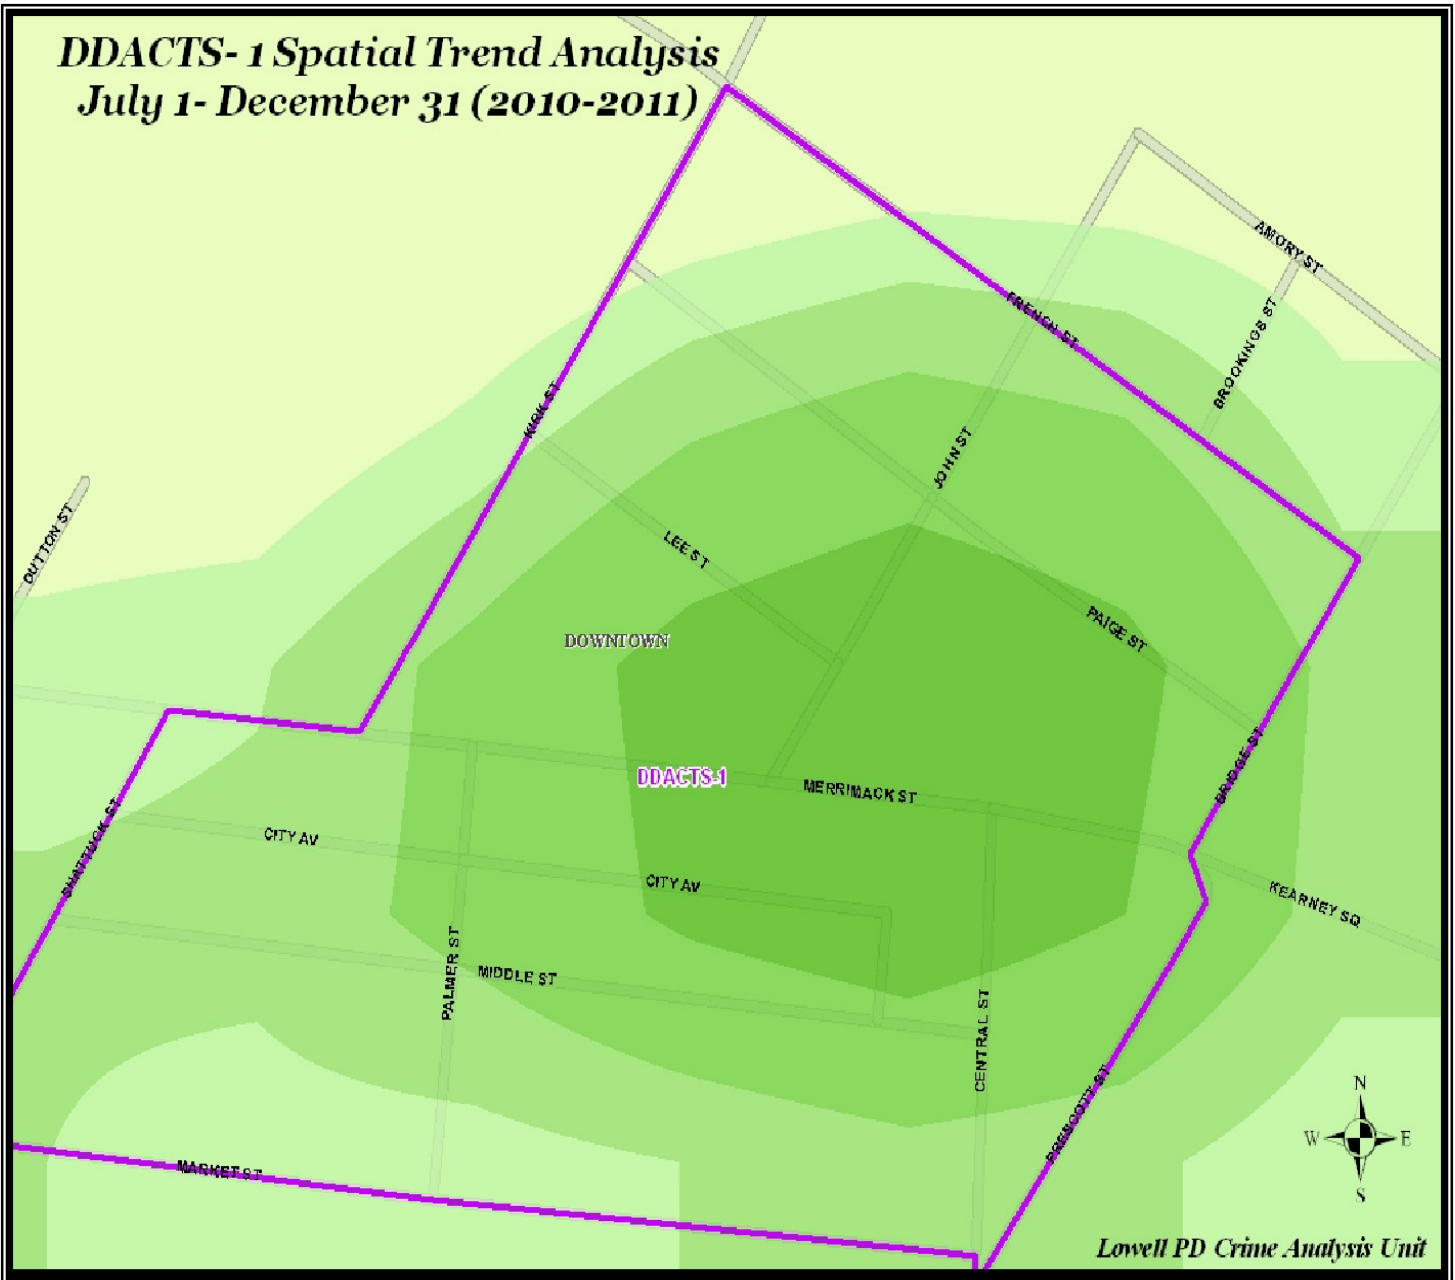 DDACTS- 1 Spatial Trend Analysis
July 1- December 31 (2010-2011)
AMORY ST
FRENCH ST
BROOKINGS ST
KIRK ST
JOHN ST
DUTTON ST
LEE ST
PAIGE ST
DOWNTOWN
DDACTS-1
BRIDGE ST
MERRIMACK ST
SHATTUCK ST
CITY AV
CITY AV
KEARNEY SQ
PALMER ST
MIDDLE ST
CENTRAL ST
PRESCOTT ST
MARKET ST
N
W E
S
Lowell PD Crime Analysis Unit